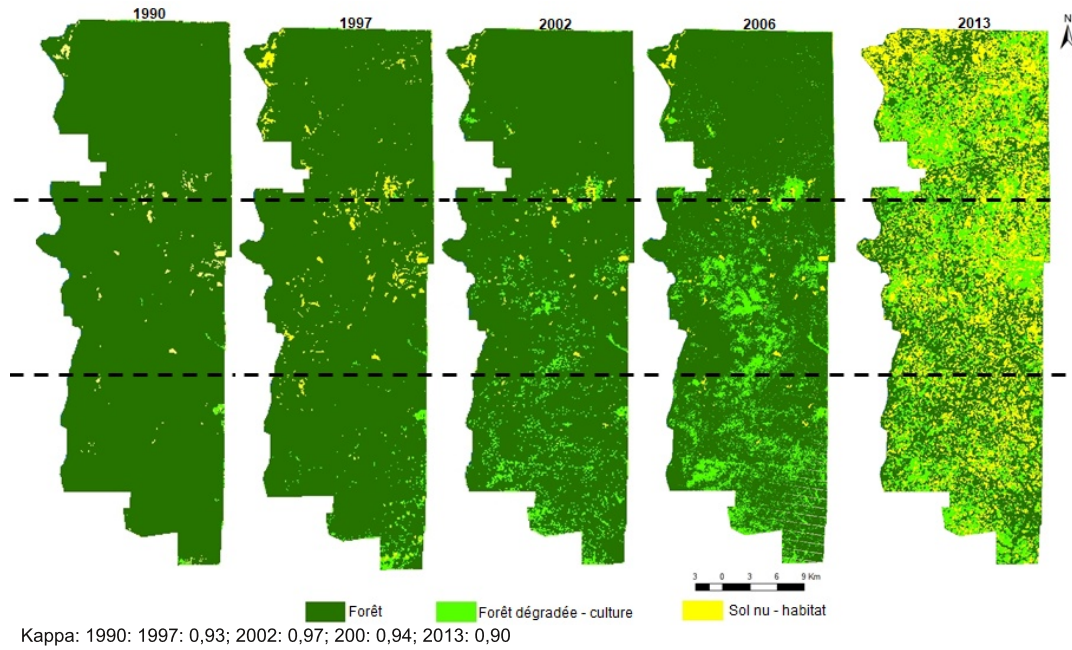 1990
1997
2002
2006
2013
N
3 0 3 6 9 Km
Forêt
Forêt dégradée - culture
Sol nu - habitat
Kappa: 1990: 1997: 0,93; 2002: 0,97; 200: 0,94; 2013: 0,90